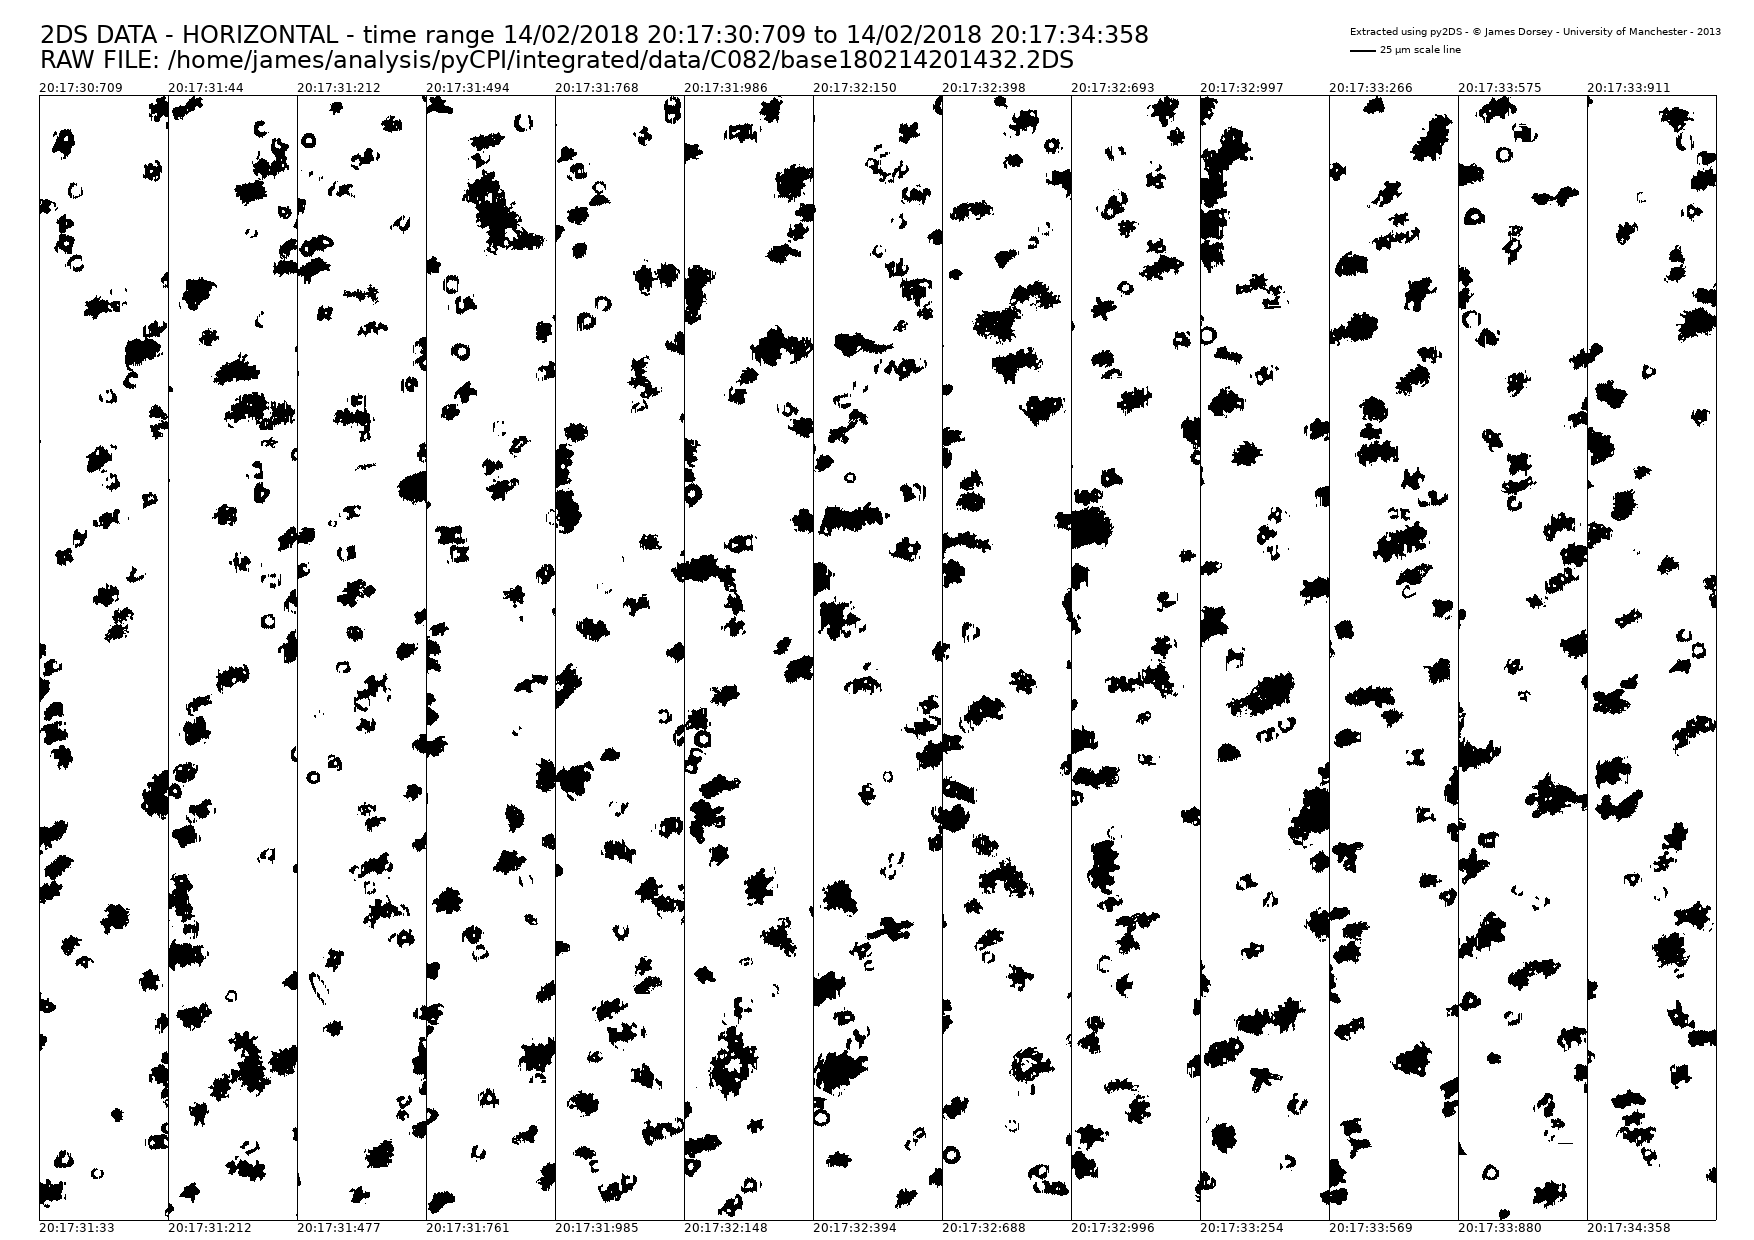 2DS DATA - HORIZONTAL - time range 14/02/2018 20:17:30:709 to 14/02/2018 20:17:34:358
RAW FILE: /home/james/analysis/pyCPI/integrated/data/C082/base180214201432.2DS
Extracted using py2DS - © James Dorsey - University of Manchester - 2013
25 µm scale line
20:17:30:709 20:17:31:44 20:17:31:212 20:17:31:494 20:17:31:768 20:17:31:986 20:17:32:150 20:17:32:398 20:17:32:693 20:17:32:997 20:17:33:266 20:17:33:575 20:17:33:911
20:17:31:33 20:17:31:212 20:17:31:477 20:17:31:761 20:17:31:985 20:17:32:148 20:17:32:394 20:17:32:688 20:17:32:996 20:17:33:254 20:17:33:569 20:17:33:880 20:17:34:358